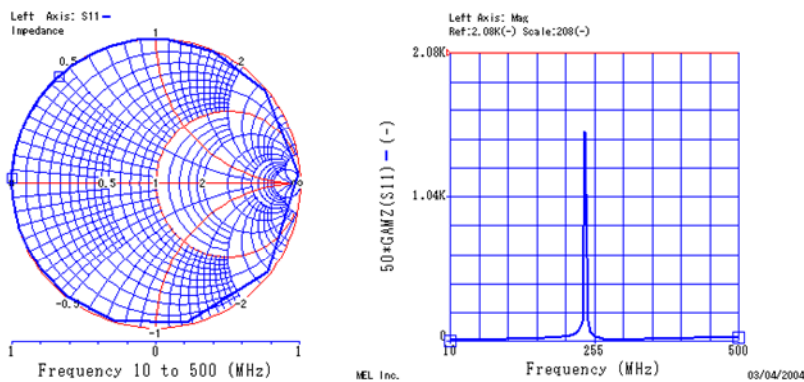 Left Axis: S11
Impedance
1
0.5
2
0.5
1
2
-0.5
-2
-1
1
0
1
Frequency 10 to 500 (MHz)
Left Axis: Mag
Ref:2.08K(-) Scale:208(-)
2.08K
1.04K
0
50*GAMZ(S11) — (-)
10
255
500
Frequency (MHz)
MEL Inc.
03/04/2004